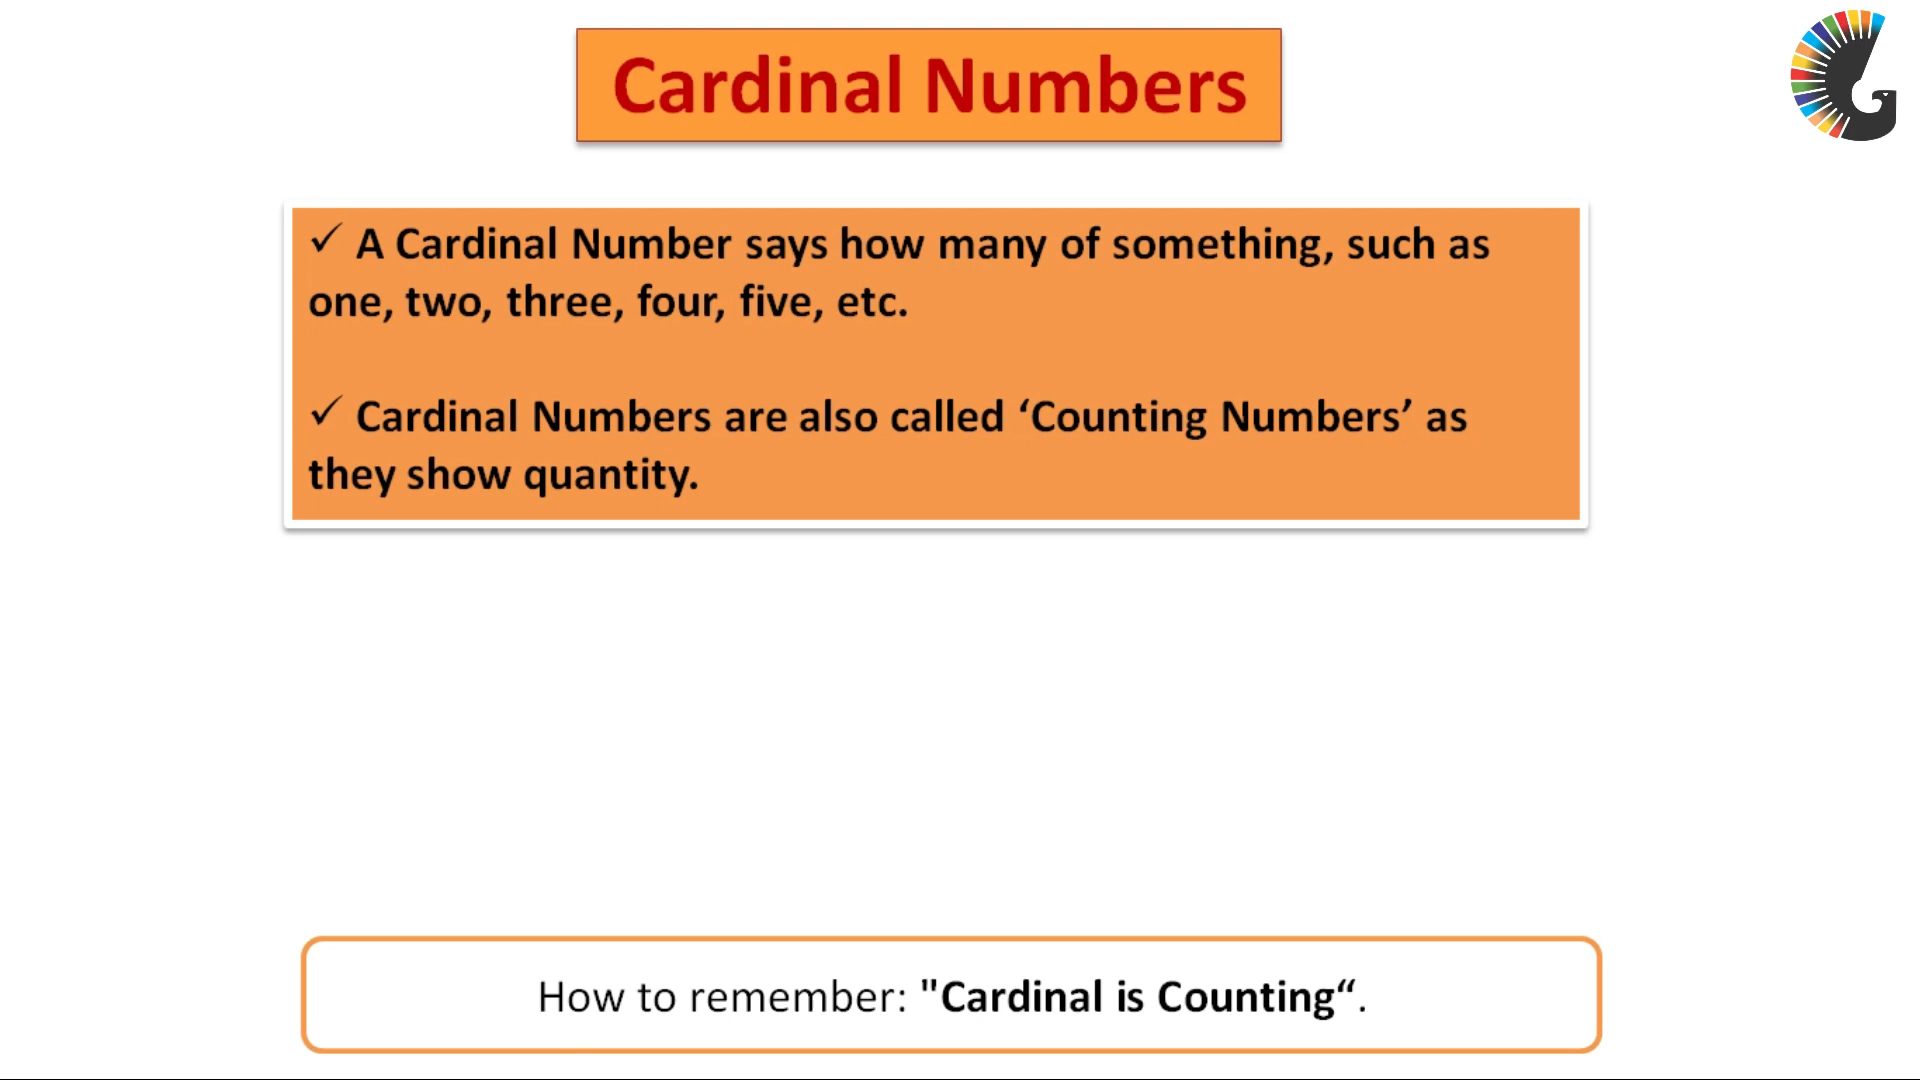 Cardinal Numbers
✓ A Cardinal Number says how many of something, such as
one, two, three, four, five, etc.
✓ Cardinal Numbers are also called ‘Counting Numbers’ as
they show quantity.
How to remember: "Cardinal is Counting“.